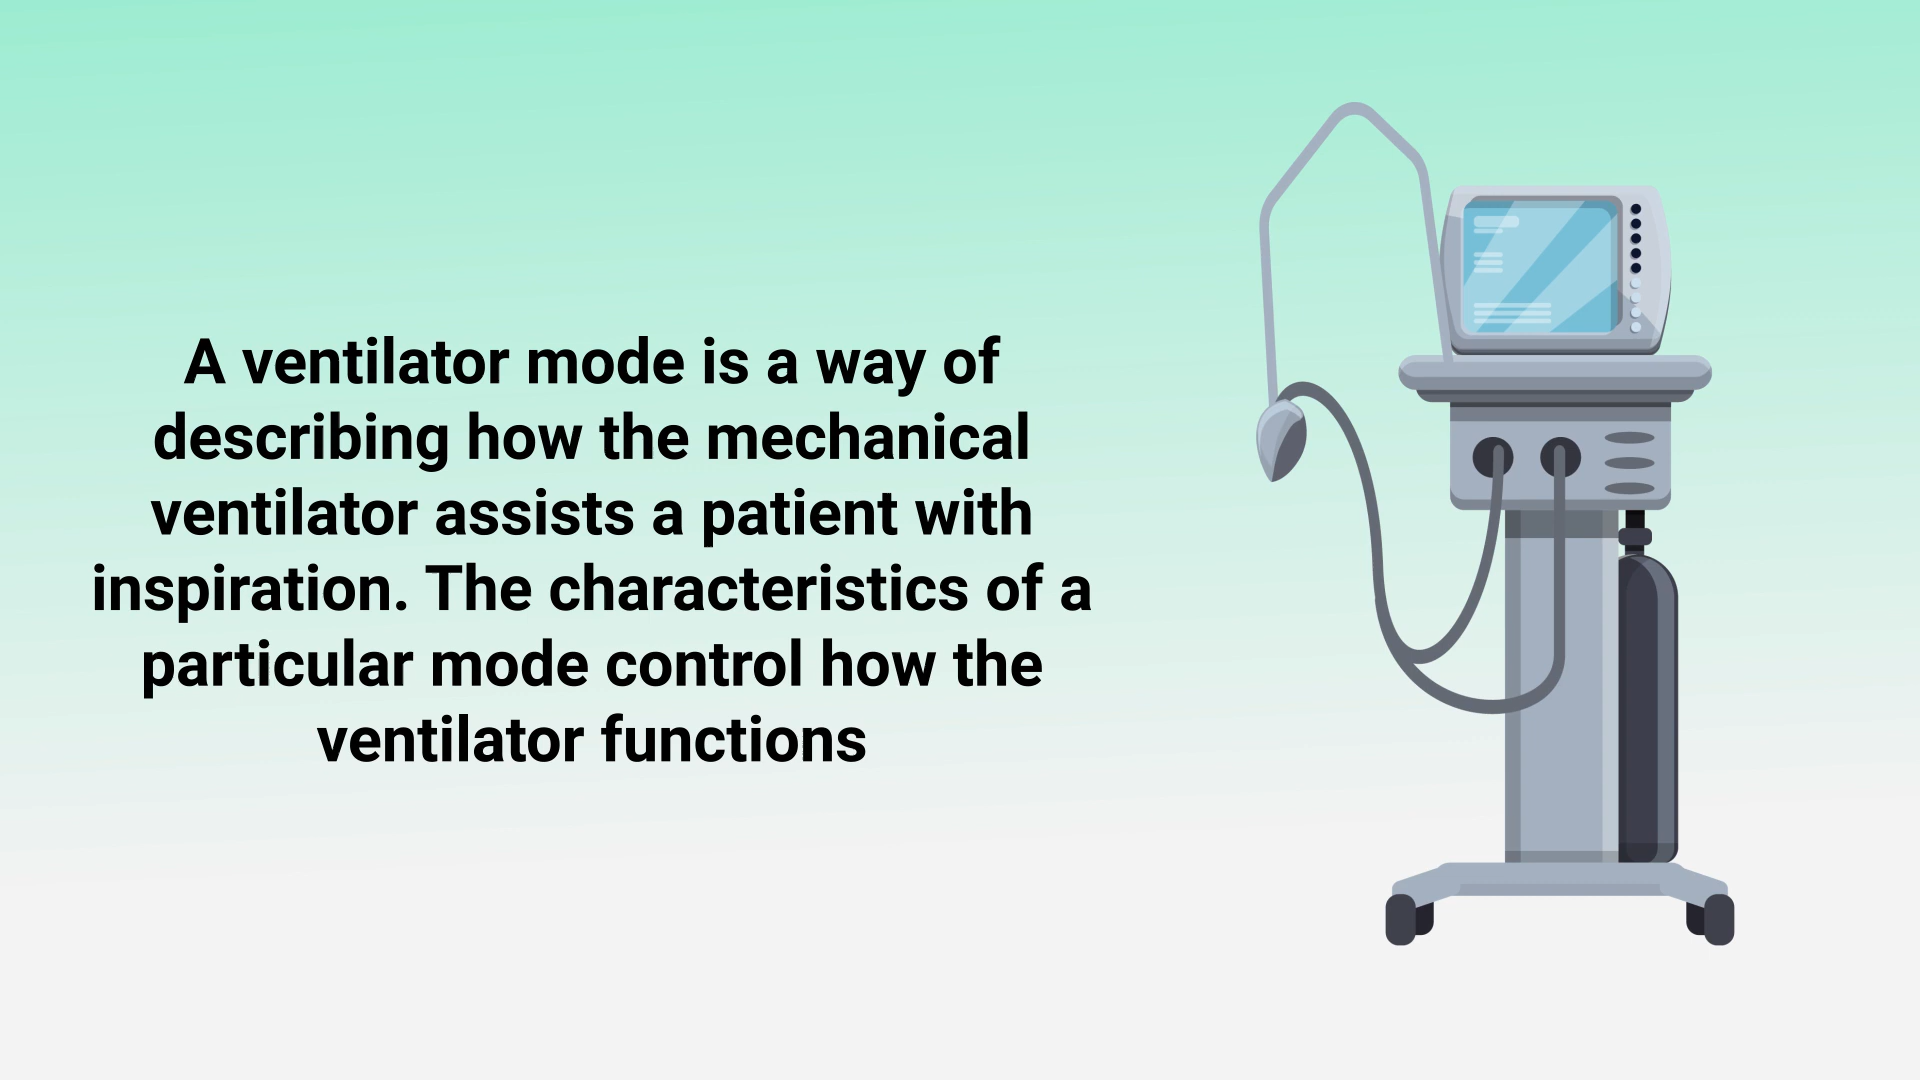 A ventilator mode is a way of
describing how the mechanical
ventilator assists a patient with
inspiration. The characteristics of a
particular mode control how the
ventilator functions